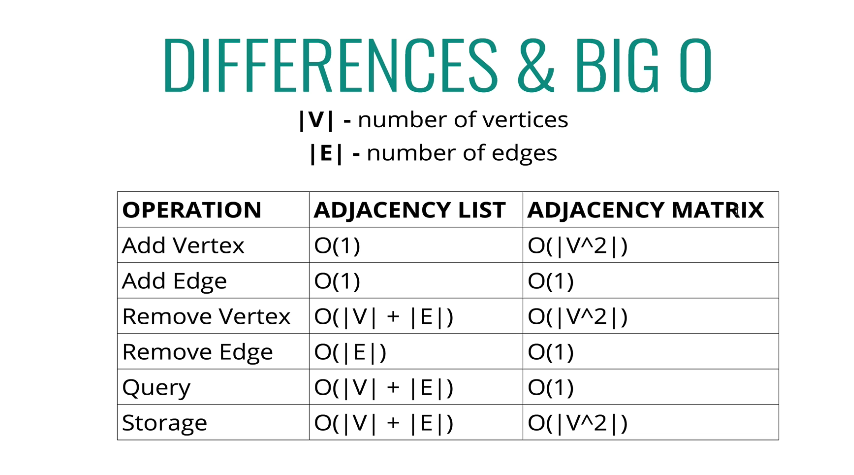 DIFFERENCES & BIG O
|V| - number of vertices
|E| - number of edges
OPERATION ADJACENCY LIST ADJACENCY MATRIX
Add Vertex O(1) O(|V^2|)
Add Edge O(1) O(1)
Remove Vertex O(|V| + |E|) O(|V^2|)
Remove Edge O(|E|) O(1)
Query O(|V| + |E|) O(1)
Storage O(|V| + |E|) O(|V^2|)